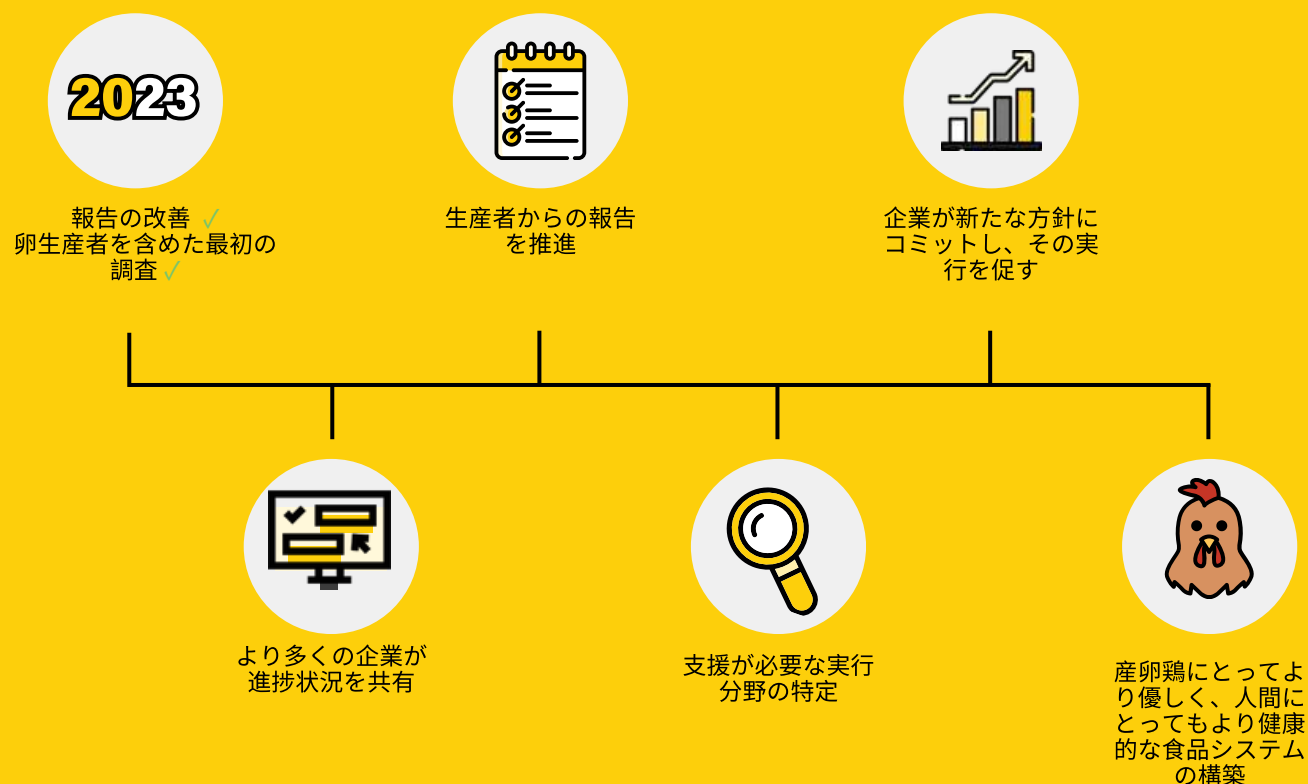 2023
報告の改善 ✓
卵生産者を含めた最初の
調査 ✓
より多くの企業が
進捗状況を共有
生産者からの報告
を推進
支援が必要な実行
分野の特定
企業が新たな方針に
コミットし、その実
行を促す
産卵鶏にとってよ
り優しく、人間に
とってもより健康
的な食品システム
の構築